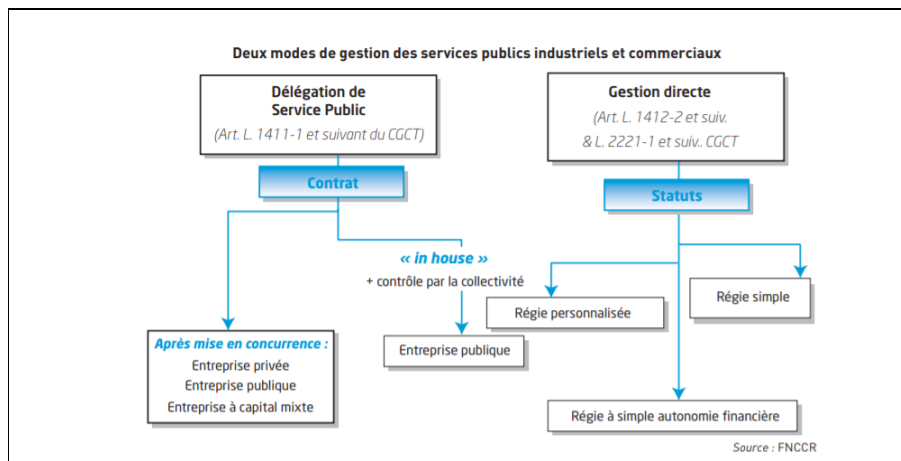 Deux modes de gestion des services publics industriels et commerciaux
Délégation de
Service Public
(Art. L. 1411-1 et suivant du CGCT)
Contrat
« in house »
+ contrôle par la collectivité
Après mise en concurrence :
Entreprise privée
Entreprise publique
Entreprise à capital mixte
Entreprise publique
Gestion directe
(Art. L. 1412-2 et suiv.
& L. 2221-1 et suiv.. CGCT
Statuts
Régie personnalisée
Régie simple
Régie à simple autonomie financière
Source : FNCCR